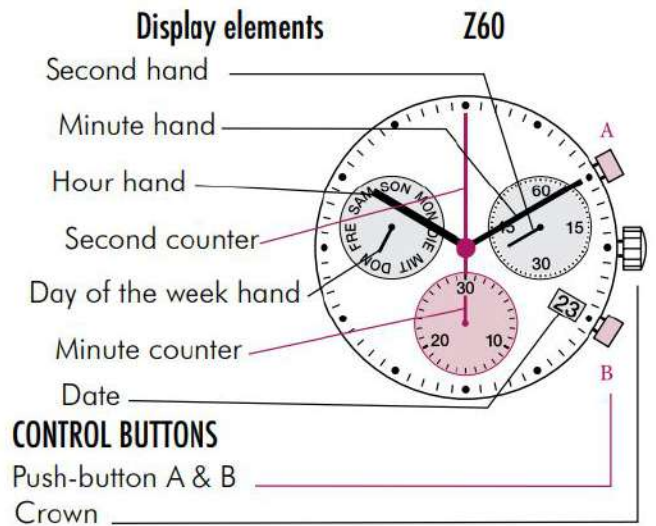 Display elements Z60
Second hand
Minute hand
A
Hour hand
SAM SON MON DIE MIT DON FRE
60
15
45
30
Second counter
Day of the week hand
30
23
Minute counter
20 10
B
Date
CONTROL BUTTONS
Push-button A & B
Crown